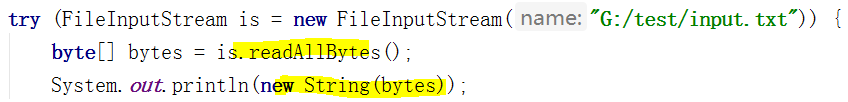 try (FileInputStream is = new FileInputStream( name: "G:/test/input.txt")) {
byte[] bytes = is.readAllBytes();
System.out.println(new String(bytes));